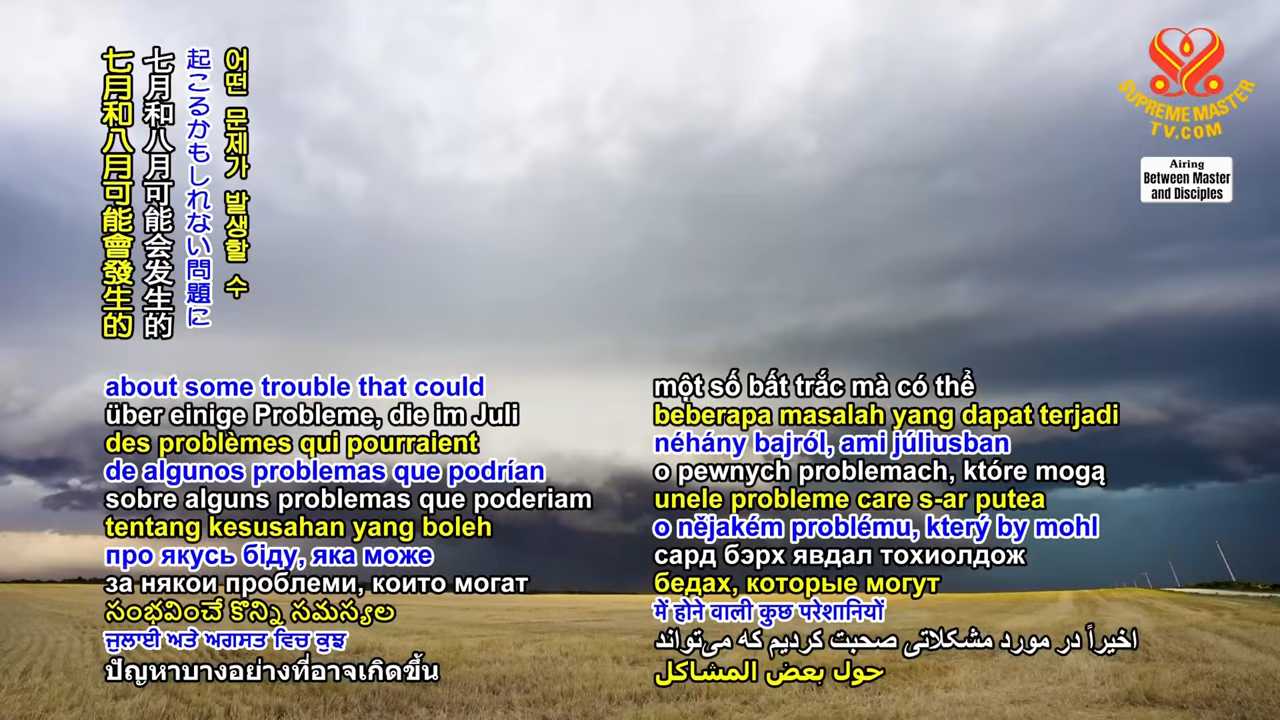 어떤 문제가 발생할 수
起こるかもしれない問題に
七月和八月可能会发生的
七月和八月可能會發生的
SUPREME MASTER
TV.COM
Airing
Between Master
and Disciples
about some trouble that could
über einige Probleme, die im Juli
des problèmes qui pourraient
de algunos problemas que podrían
sobre alguns problemas que poderiam
tentang kesusahan yang boleh
про якусь біду, яка може
за някои проблеми, които могат
సంభవించే కొన్ని సమస్యల
ਜੁਲਾਈ ਅਤੇ ਅਗਸਤ ਵਿਚ ਕੁਝ
ปัญหาบางอย่างที่อาจเกิดขึ้น
một số bất trắc mà có thể
beberapa masalah yang dapat terjadi
néhány bajról, ami júliusban
o pewnych problemach, które mogą
unele probleme care s-ar putea
o nějakém problému, který by mohl
сард бэрх явдал тохиолдож
бедах, которые могут
में होने वाली कुछ परेशानियों
اخیراً در مورد مشکلاتی صحبت کردیم که می‌تواند
حول بعض المشاكل